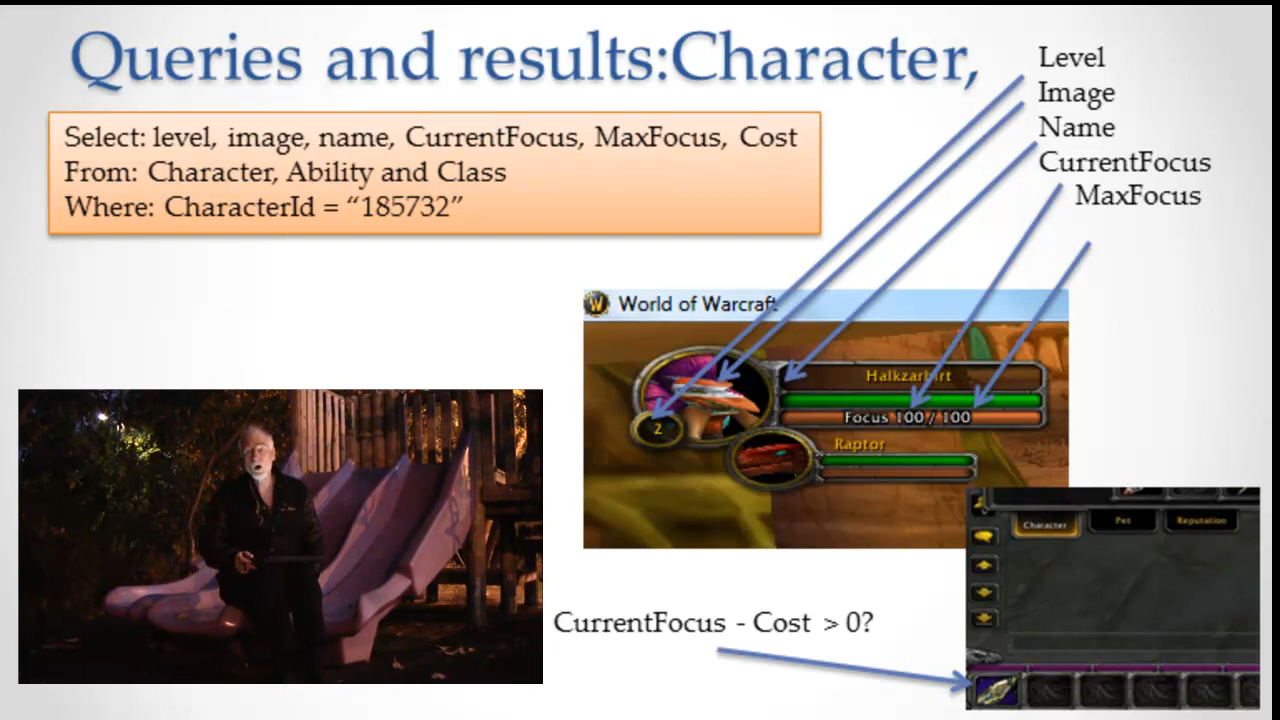 Queries and results:Character,
Select: level, image, name, CurrentFocus, MaxFocus, Cost
From: Character, Ability and Class
Where: CharacterId = “185732”
Level
Image
Name
CurrentFocus
MaxFocus
World of Warcraft
Focus 100 / 100
2
Raptor
Character
Pet
Reputation
CurrentFocus - Cost > 0?